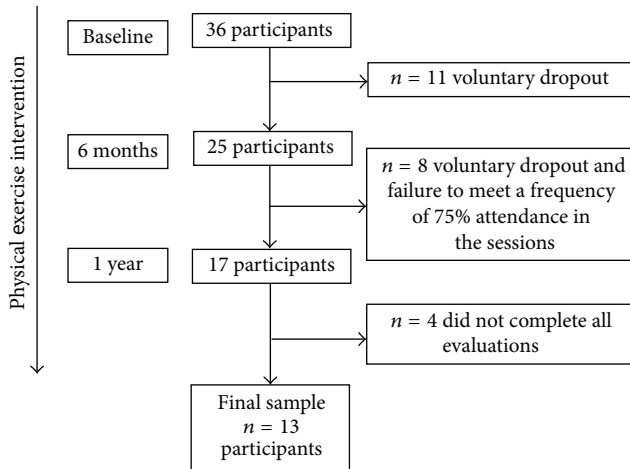 Physical exercise intervention
Baseline
36 participants
n = 11 voluntary dropout
6 months
25 participants
n = 8 voluntary dropout and
failure to meet a frequency
of 75% attendance in
the sessions
1 year
17 participants
n = 4 did not complete all
evaluations
Final sample
n = 13
participants